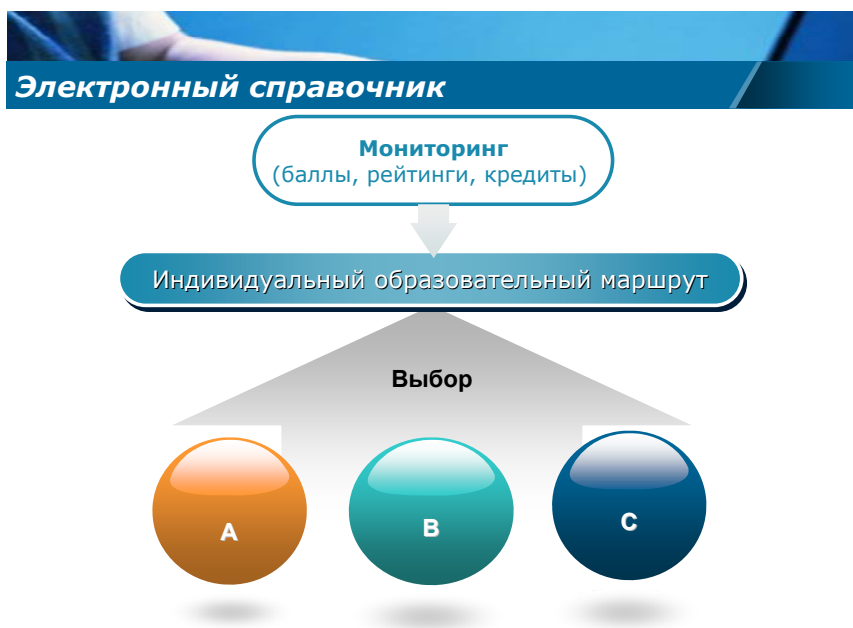 Электронный справочник
Мониторинг
(баллы, рейтинги, кредиты)
Индивидуальный образовательный маршрут
Выбор
A
B
C